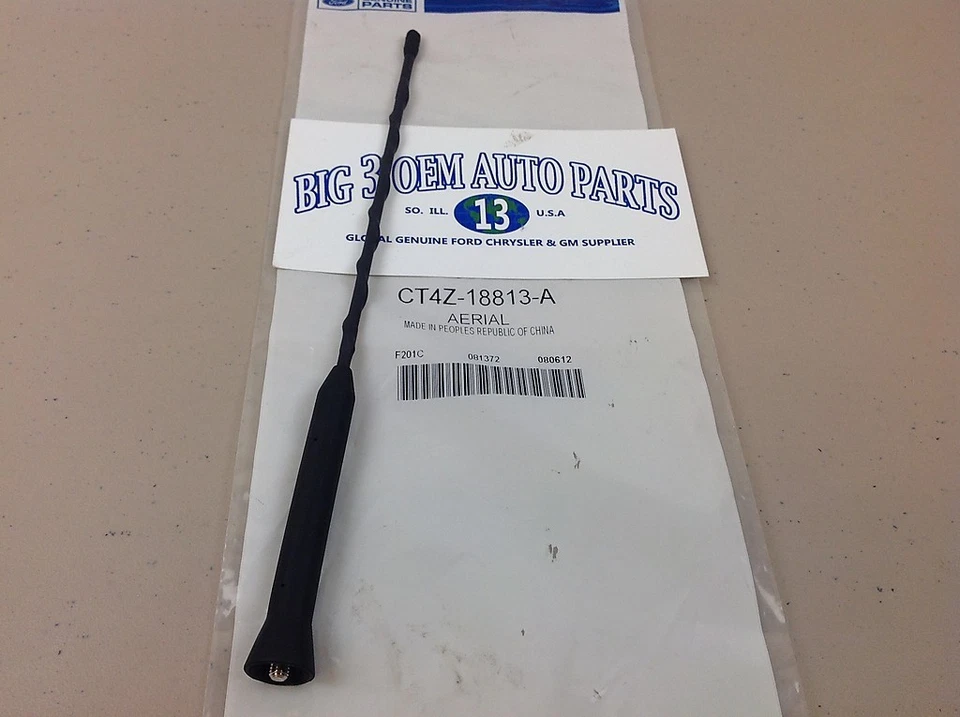 Ford
PARTS
BIG 3 OEM AUTO PARTS
SO. ILL. 13 U.S.A
GLOBAL GENUINE FORD CHRYSLER & GM SUPPLIER
CT4Z-18813-A
AERIAL
MADE IN PEOPLES REPUBLIC OF CHINA
F201C 081372 080612